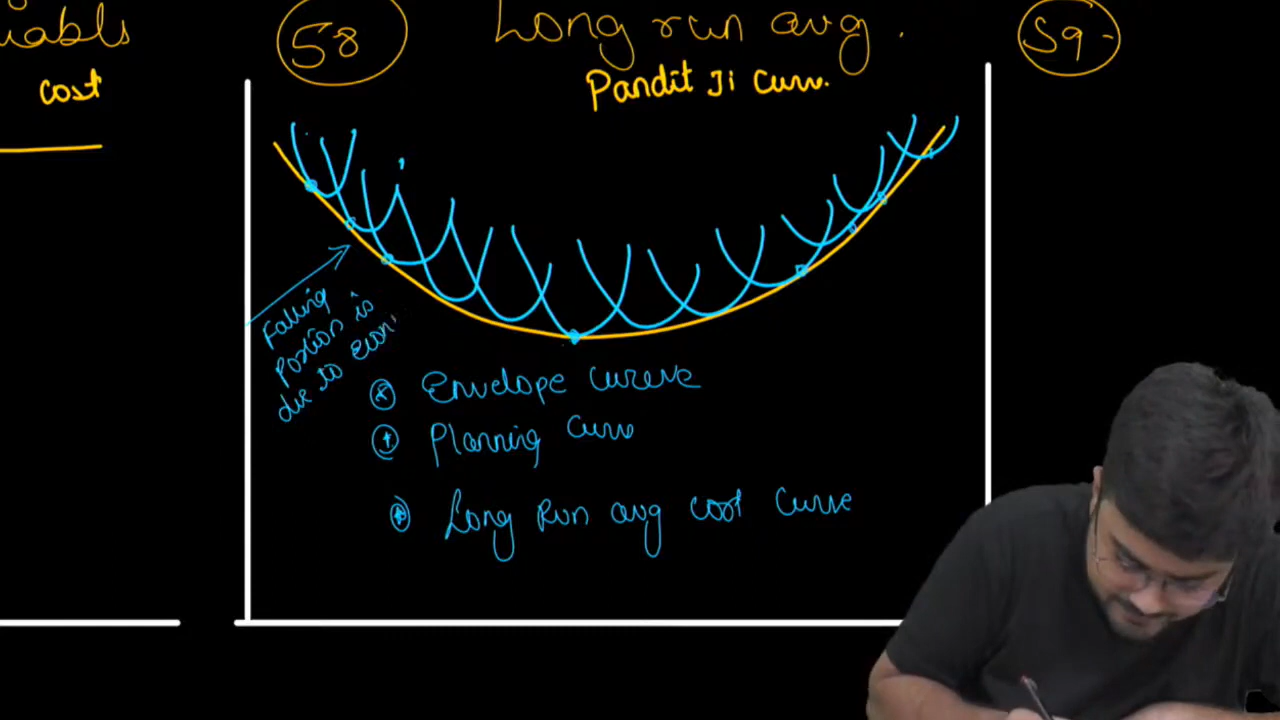 iabls
cost
58
Long run avg.
Pandit Ji Curv.
59-
Falling
Portion is
due to econ
Envelope Curve
Planning Curv
Long Run avg cost Curve